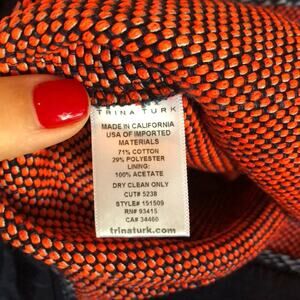 TRINA TURK
MADE IN CALIFORNIA
USA OF IMPORTED
MATERIALS
71% COTTON
29% POLYESTER
LINING:
100% ACETATE
DRY CLEAN ONLY
CUT# 5238
STYLE# 151509
RN# 93415
CA# 34460
trinaturk.com